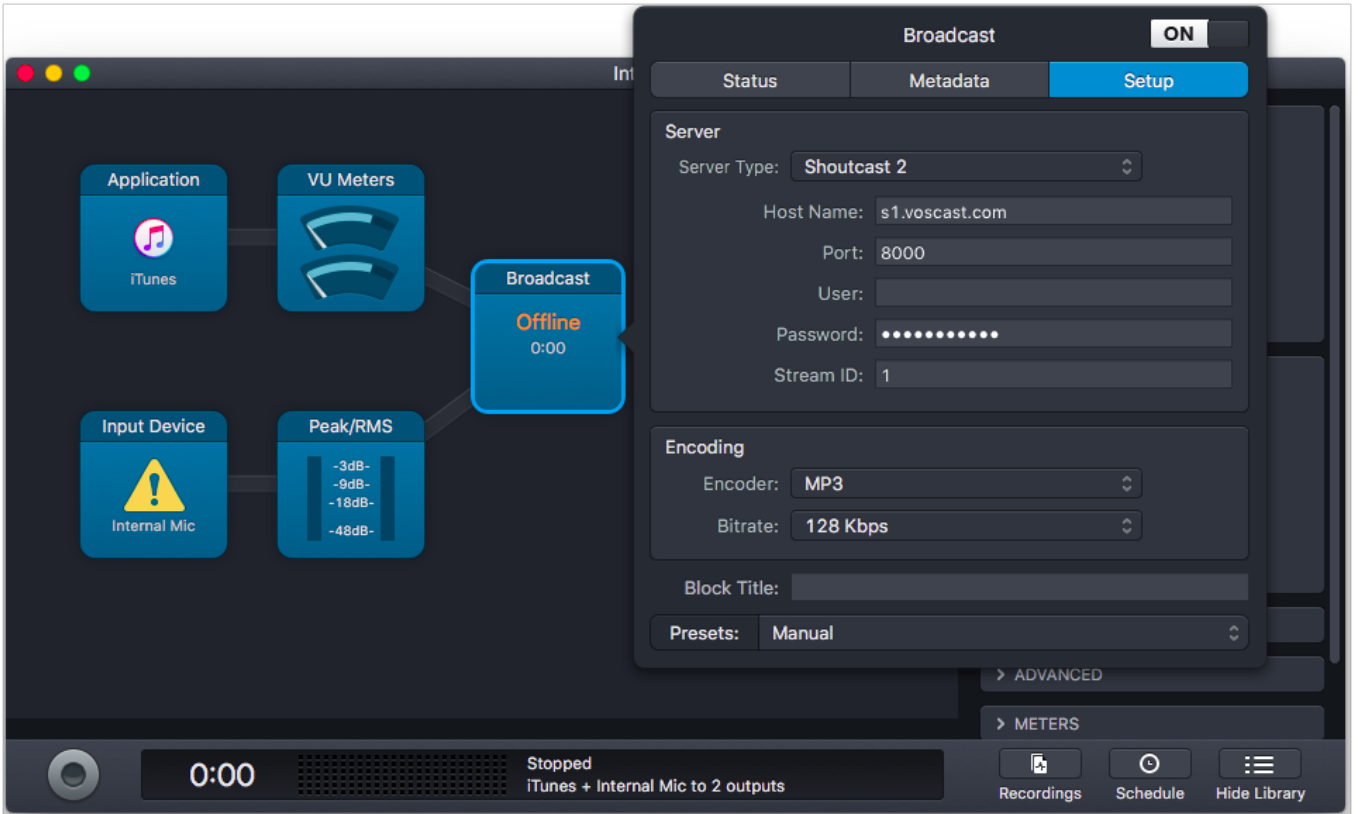 Broadcast
ON
Int
Status
Metadata
Setup
Server
Server Type: Shoutcast 2
Host Name: s1.voscast.com
Port: 8000
User:
Password: •••••••••••
Stream ID: 1
Encoding
Encoder: MP3
Bitrate: 128 Kbps
Block Title:
Presets: Manual
Application
iTunes
VU Meters
Broadcast
Offline
0:00
Input Device
Internal Mic
Peak/RMS
-3dB-
-9dB-
-18dB-
-48dB-
> ADVANCED
> METERS
0:00
Stopped
iTunes + Internal Mic to 2 outputs
Recordings
Schedule
Hide Library